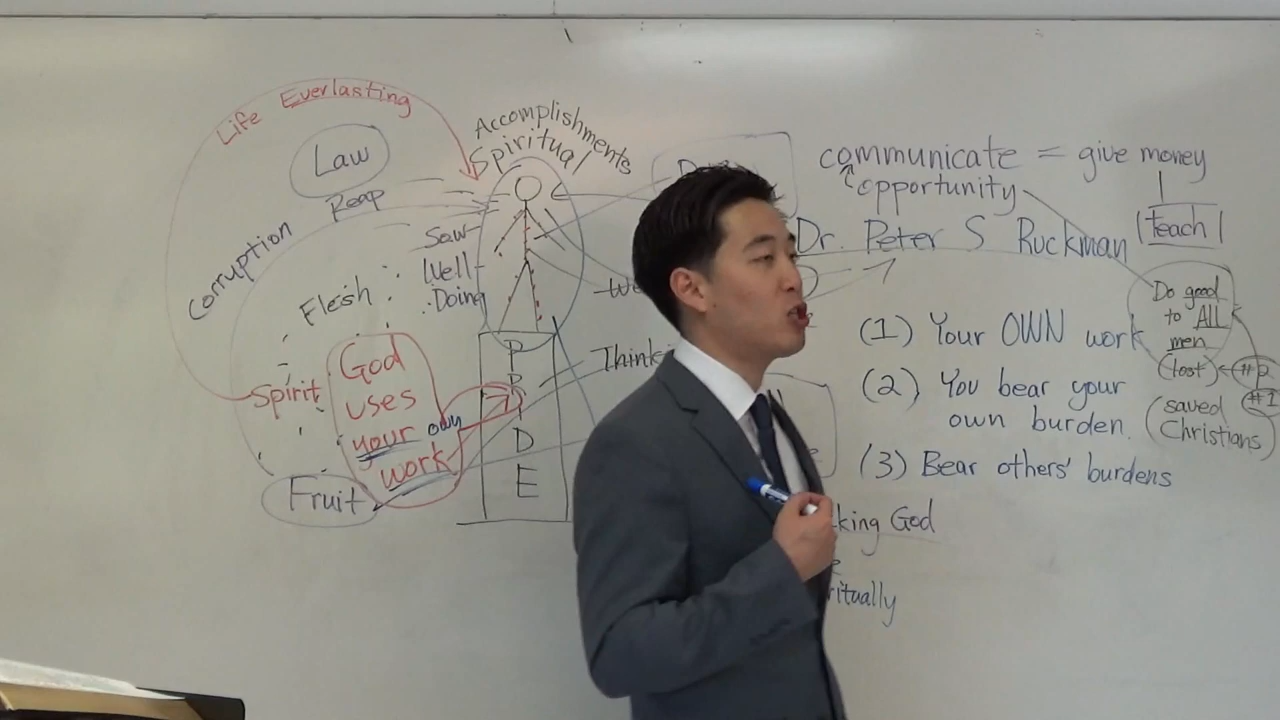 Life Everlasting
Law
Reap
Corruption
Flesh
Spirit
Fruit
God
uses
your own
work
Accomplishments
Spiritual
Sow
Well
Doing
P
R
I
D
E
communicate = give money
opportunity
teach
Dr. Peter S Ruckman
Do good
to ALL
men
(lost)
#2
#1
(saved
Christians)
(1) Your OWN work
(2) You bear your
own burden.
(3) Bear others' burdens
God